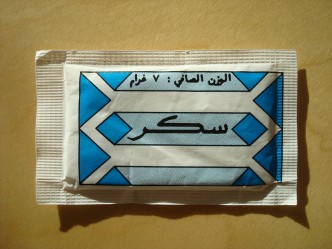 الوزن الصافي : ٧ غرام
سكر